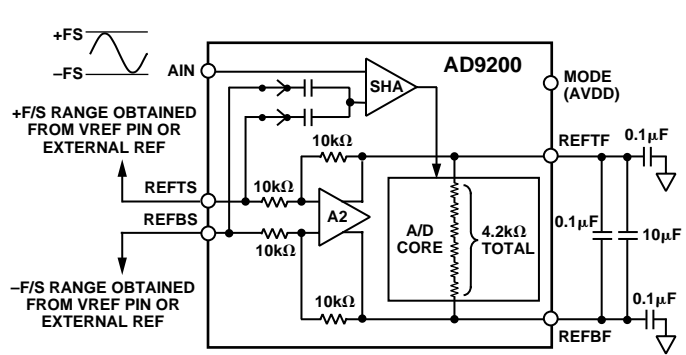 +FS
–FS
AIN
AD9200
SHA
MODE
(AVDD)
+F/S RANGE OBTAINED
FROM VREF PIN OR
EXTERNAL REF
10kΩ
REFTF
0.1μF
REFTS
10kΩ
REFBS
A2
10kΩ
A/D
CORE
4.2kΩ
TOTAL
0.1μF
10μF
–F/S RANGE OBTAINED
FROM VREF PIN OR
EXTERNAL REF
10kΩ
0.1μF
REFBF